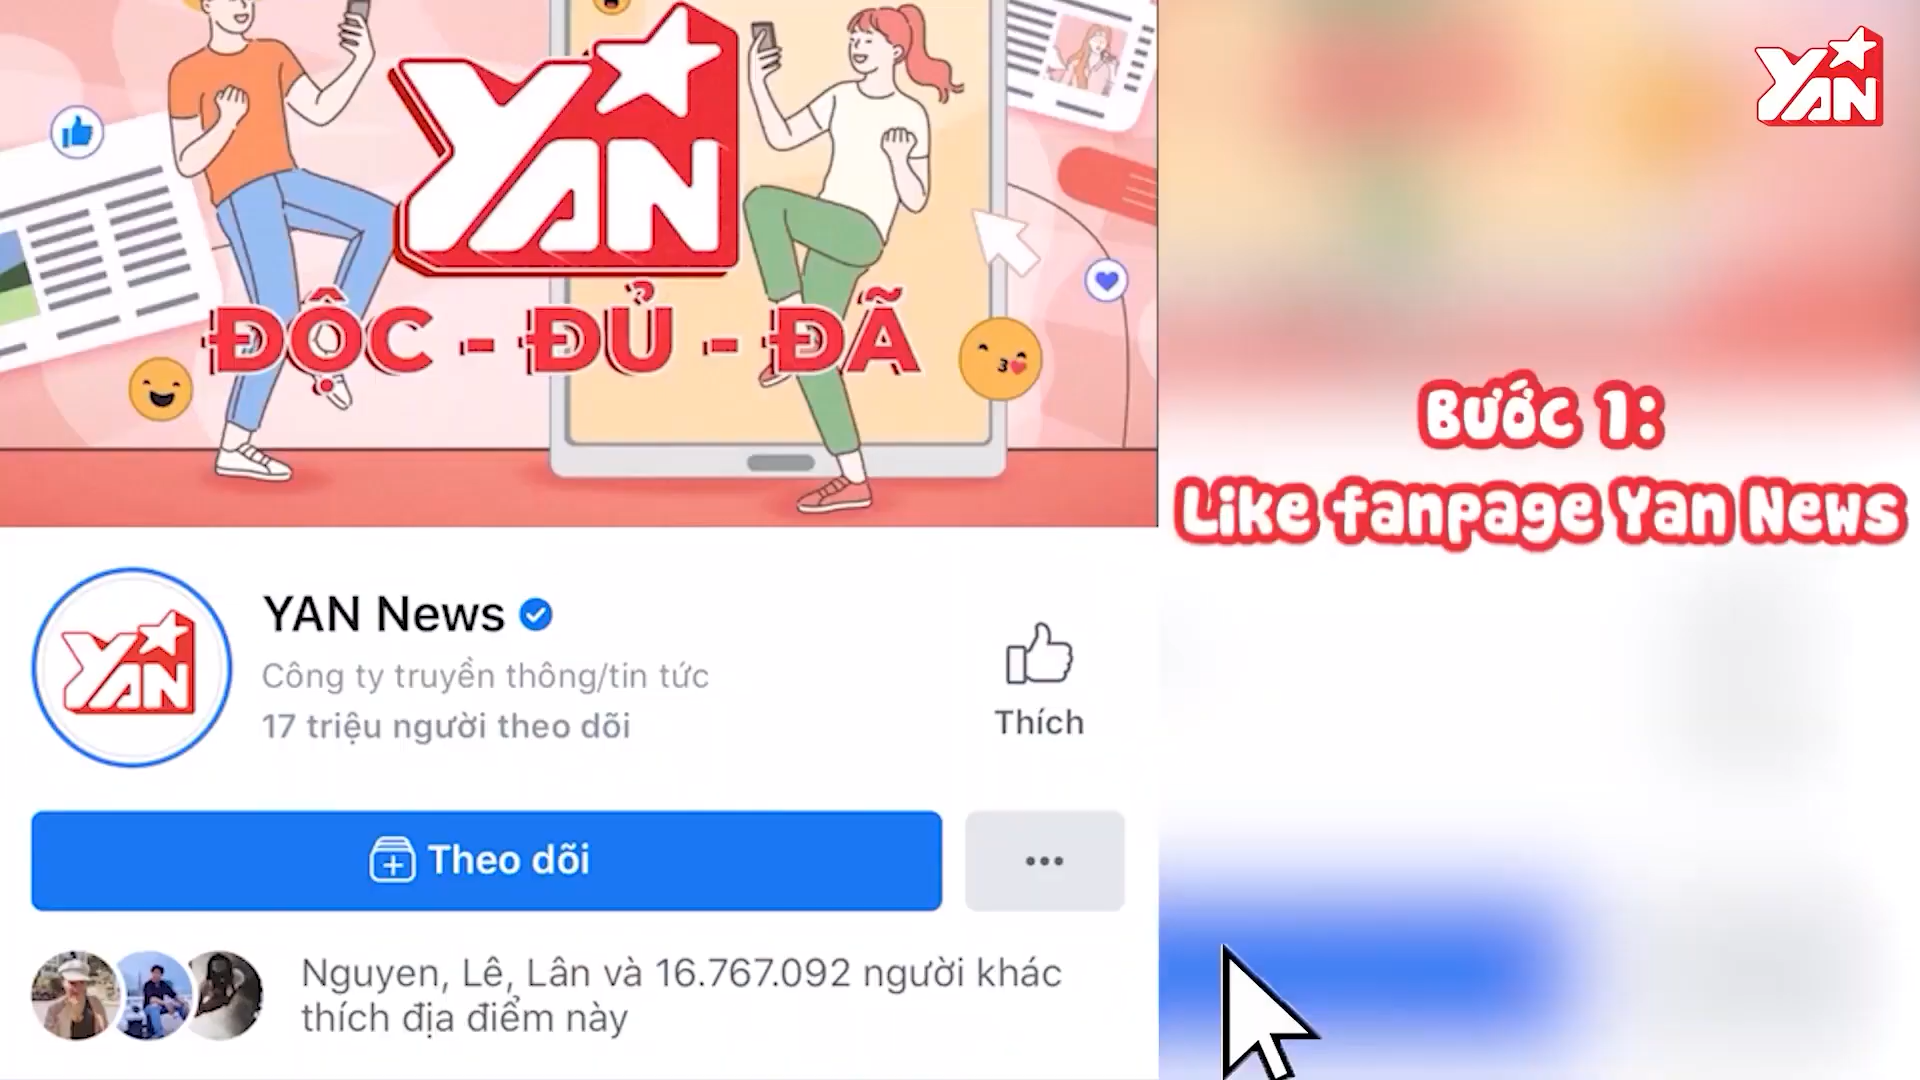 YAN
ĐỘC - ĐỦ - ĐÃ
YAN
YAN News
Công ty truyền thông/tin tức
17 triệu người theo dõi
Thích
Theo dõi
Nguyen, Lê, Lân và 16.767.092 người khác
thích địa điểm này
YAN
Bước 1:
Like fanpage Yan News